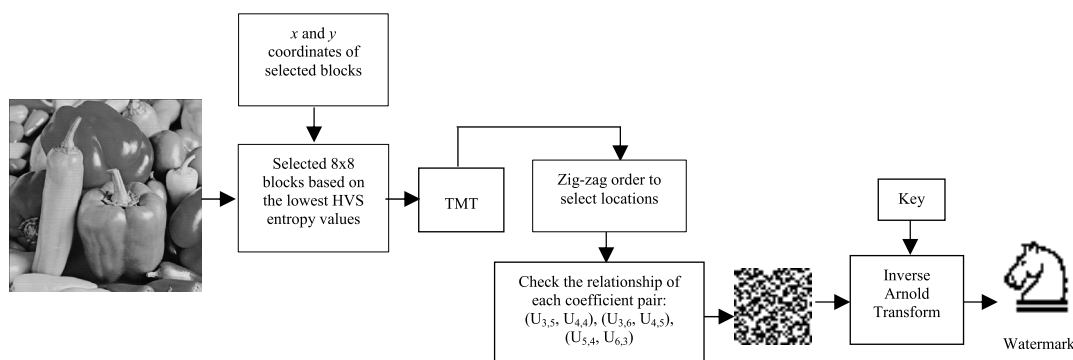 x and y
coordinates of
selected blocks
Selected 8x8
blocks based on
the lowest HVS
entropy values
TMT
Zig-zag order to
select locations
Check the relationship of
each coefficient pair:
(U3,5, U4,4), (U3,6, U4,5),
(U5,4, U6,3)
Key
Inverse
Arnold
Transform
Watermark